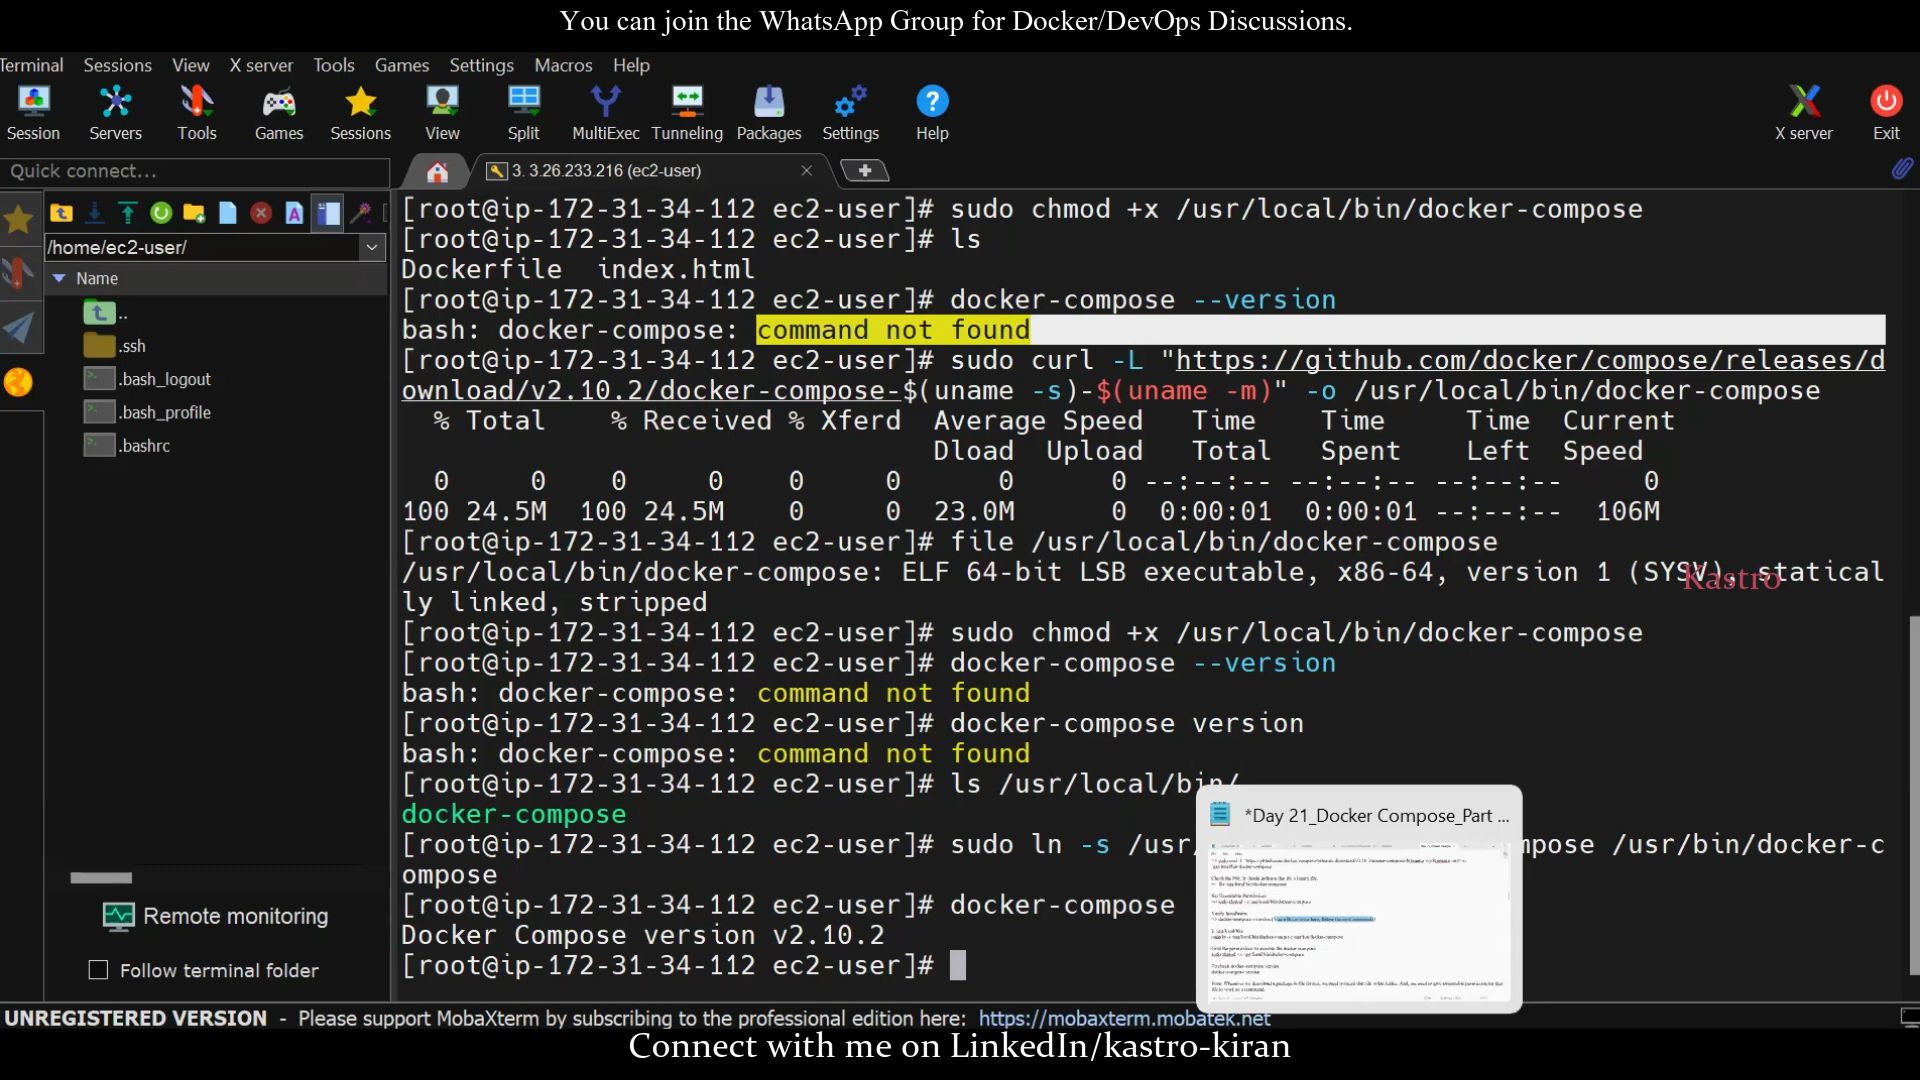 You can join the WhatsApp Group for Docker/DevOps Discussions.
Terminal Sessions View X server Tools Games Settings Macros Help
Session Servers Tools Games Sessions View Split MultiExec Tunneling Packages Settings Help X server Exit
Quick connect...
3. 3.26.233.216 (ec2-user)
/home/ec2-user/
Name
..
.ssh
.bash_logout
.bash_profile
.bashrc
Remote monitoring
Follow terminal folder
[root@ip-172-31-34-112 ec2-user]# sudo chmod +x /usr/local/bin/docker-compose
[root@ip-172-31-34-112 ec2-user]# ls
Dockerfile index.html
[root@ip-172-31-34-112 ec2-user]# docker-compose --version
bash: docker-compose: command not found
[root@ip-172-31-34-112 ec2-user]# sudo curl -L "https://github.com/docker/compose/releases/d
ownload/v2.10.2/docker-compose-$(uname -s)-$(uname -m)" -o /usr/local/bin/docker-compose
% Total % Received % Xferd Average Speed Time Time Time Current
Dload Upload Total Spent Left Speed
0 0 0 0 0 0 0 0 --:--:-- --:--:-- --:--:-- 0
100 24.5M 100 24.5M 0 0 23.0M 0 0:00:01 0:00:01 --:--:-- 106M
[root@ip-172-31-34-112 ec2-user]# file /usr/local/bin/docker-compose
/usr/local/bin/docker-compose: ELF 64-bit LSB executable, x86-64, version 1 (SYSV), statical
ly linked, stripped
Kastro
[root@ip-172-31-34-112 ec2-user]# sudo chmod +x /usr/local/bin/docker-compose
[root@ip-172-31-34-112 ec2-user]# docker-compose --version
bash: docker-compose: command not found
[root@ip-172-31-34-112 ec2-user]# docker-compose version
bash: docker-compose: command not found
[root@ip-172-31-34-112 ec2-user]# ls /usr/local/bin/
docker-compose
[root@ip-172-31-34-112 ec2-user]# sudo ln -s /usr/ mpose /usr/bin/docker-c
ompose
[root@ip-172-31-34-112 ec2-user]# docker-compose
Docker Compose version v2.10.2
[root@ip-172-31-34-112 ec2-user]#
*Day 21_Docker Compose_Part ...
UNREGISTERED VERSION - Please support MobaXterm by subscribing to the professional edition here: https://mobaxterm.mobatek.net
Connect with me on LinkedIn/kastro-kiran